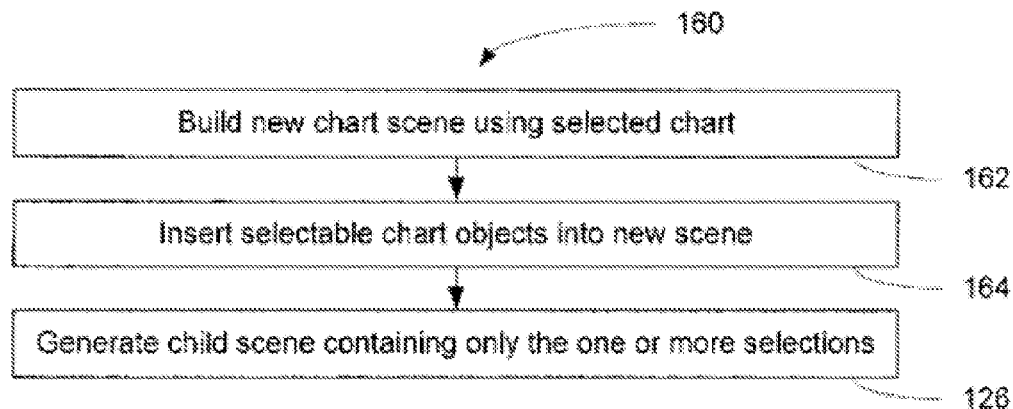 160
Build new chart scene using selected chart
162
Insert selectable chart objects into new scene
164
Generate child scene containing only the one or more selections
126